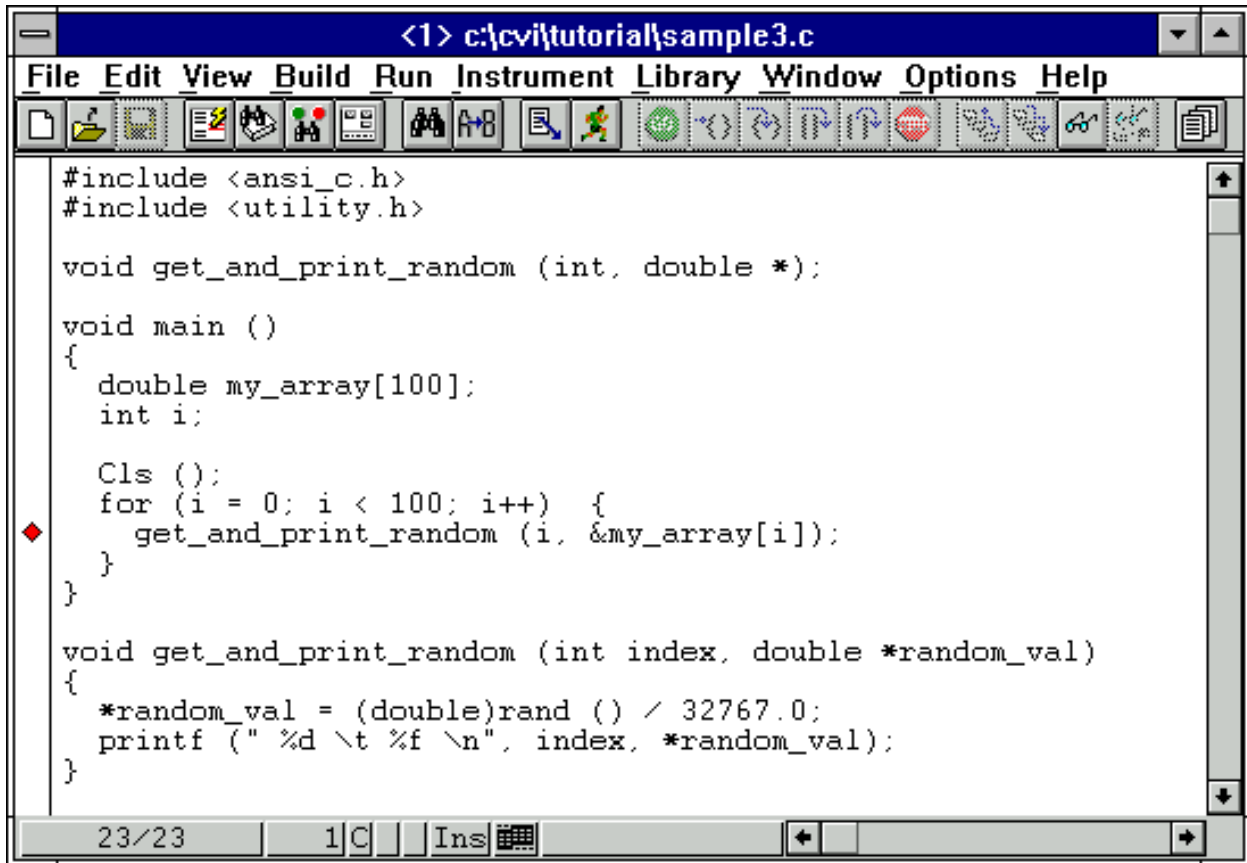 <1> c:\cvi\tutorial\sample3.c
File Edit View Build Run Instrument Library Window Options Help
A B
#include <ansi_c.h>
#include <utility.h>
void get_and_print_random (int, double *);
void main ()
{
double my_array[100];
int i;
Cls ();
for (i = 0; i < 100; i++) {
get_and_print_random (i, &my_array[i]);
}
}
void get_and_print_random (int index, double *random_val)
{
*random_val = (double)rand () / 32767.0;
printf (" %d \t %f \n", index, *random_val);
}
23/23 1 C Ins